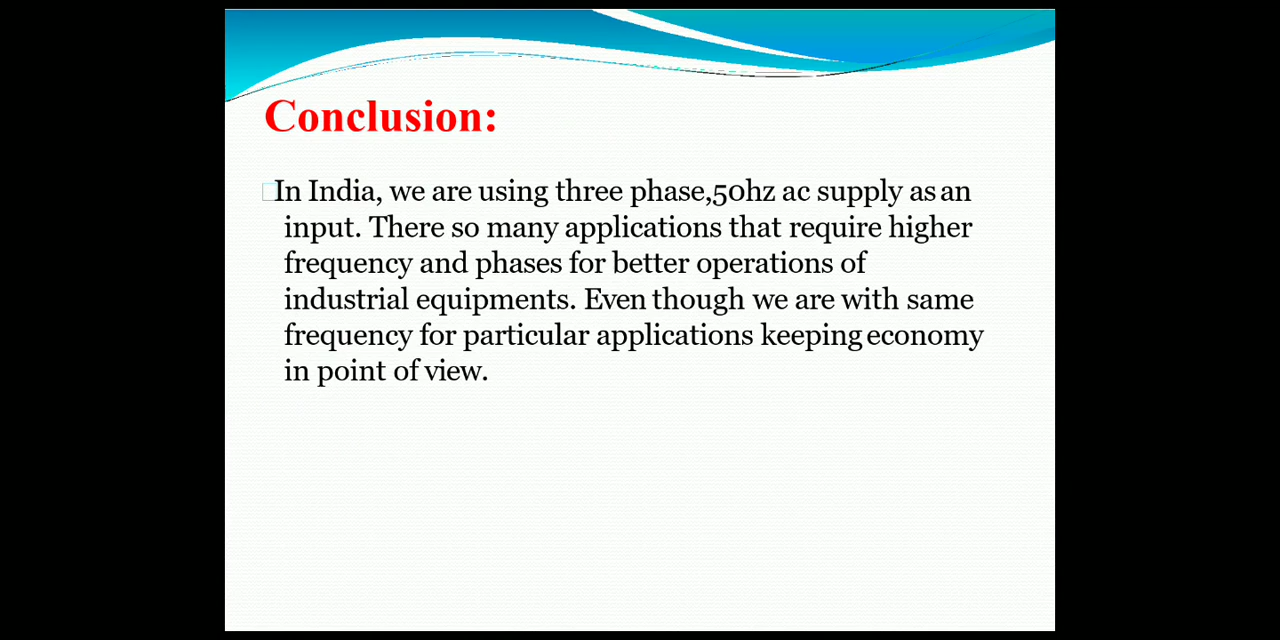 Conclusion:
In India, we are using three phase,50hz ac supply as an
input. There so many applications that require higher
frequency and phases for better operations of
industrial equipments. Even though we are with same
frequency for particular applications keeping economy
in point of view.